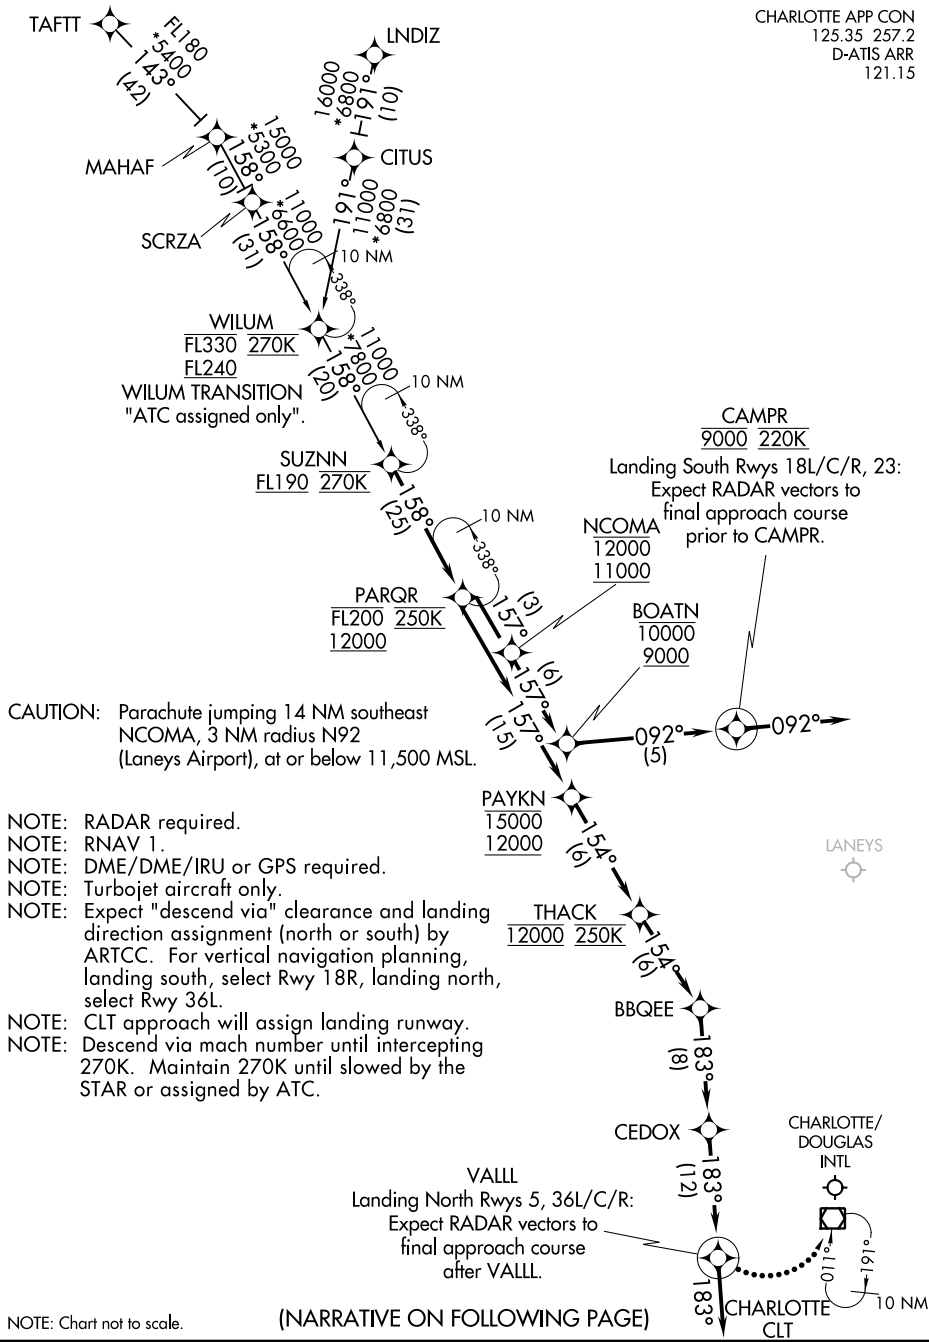 CHARLOTTE APP CON
125.35 257.2
D-ATIS ARR
121.15
TAFTT
FL180
*5400
143°
(42)
LNDIZ
16000
*6800
191°
(10)
MAHAF
15000
*5300
158°
(10)
CITUS
191°
11000
*6800
(31)
SCRZA
11000
*6600
158°
(31)
10 NM
338°
WILUM
FL330 270K
FL240
WILUM TRANSITION
"ATC assigned only".
11000
*7800
158°
(20)
10 NM
338°
SUZNN
FL190 270K
158°
(25)
10 NM
338°
CAMPR
9000 220K
Landing South Rwys 18L/C/R, 23:
Expect RADAR vectors to
final approach course
prior to CAMPR.
NCOMA
12000
11000
PARQR
FL200 250K
12000
(3)
157°
BOATN
10000
9000
(6)
157°
157°
(15)
092°
(5)
092°
CAUTION: Parachute jumping 14 NM southeast
NCOMA, 3 NM radius N92
(Laneys Airport), at or below 11,500 MSL.
PAYKN
15000
12000
154°
(6)
LANEYS
NOTE: RADAR required.
NOTE: RNAV 1.
NOTE: DME/DME/IRU or GPS required.
NOTE: Turbojet aircraft only.
NOTE: Expect "descend via" clearance and landing
direction assignment (north or south) by
ARTCC. For vertical navigation planning,
landing south, select Rwy 18R, landing north,
select Rwy 36L.
NOTE: CLT approach will assign landing runway.
NOTE: Descend via mach number until intercepting
270K. Maintain 270K until slowed by the
STAR or assigned by ATC.
THACK
12000 250K
154°
(6)
BBQEE
183°
(8)
CEDOX
183°
(12)
CHARLOTTE/
DOUGLAS
INTL
VALLL
Landing North Rwys 5, 36L/C/R:
Expect RADAR vectors to
final approach course
after VALLL.
183°
011°
191°
10 NM
CHARLOTTE
CLT
NOTE: Chart not to scale.
(NARRATIVE ON FOLLOWING PAGE)